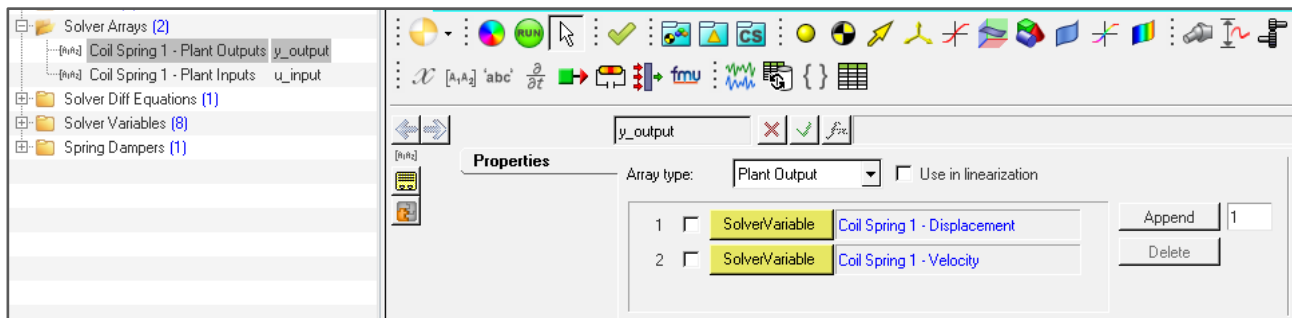 Solver Arrays (2)
Coil Spring 1 - Plant Outputs y_output
Coil Spring 1 - Plant Inputs u_input
Solver Diff Equations (1)
Solver Variables (8)
Spring Dampers (1)
RUN CS
[A₁A₂] 'abc' ∂/∂t fmu { }
y_output fx
Properties
Array type: Plant Output Use in linearization
1 SolverVariable Coil Spring 1 - Displacement Append 1
2 SolverVariable Coil Spring 1 - Velocity Delete